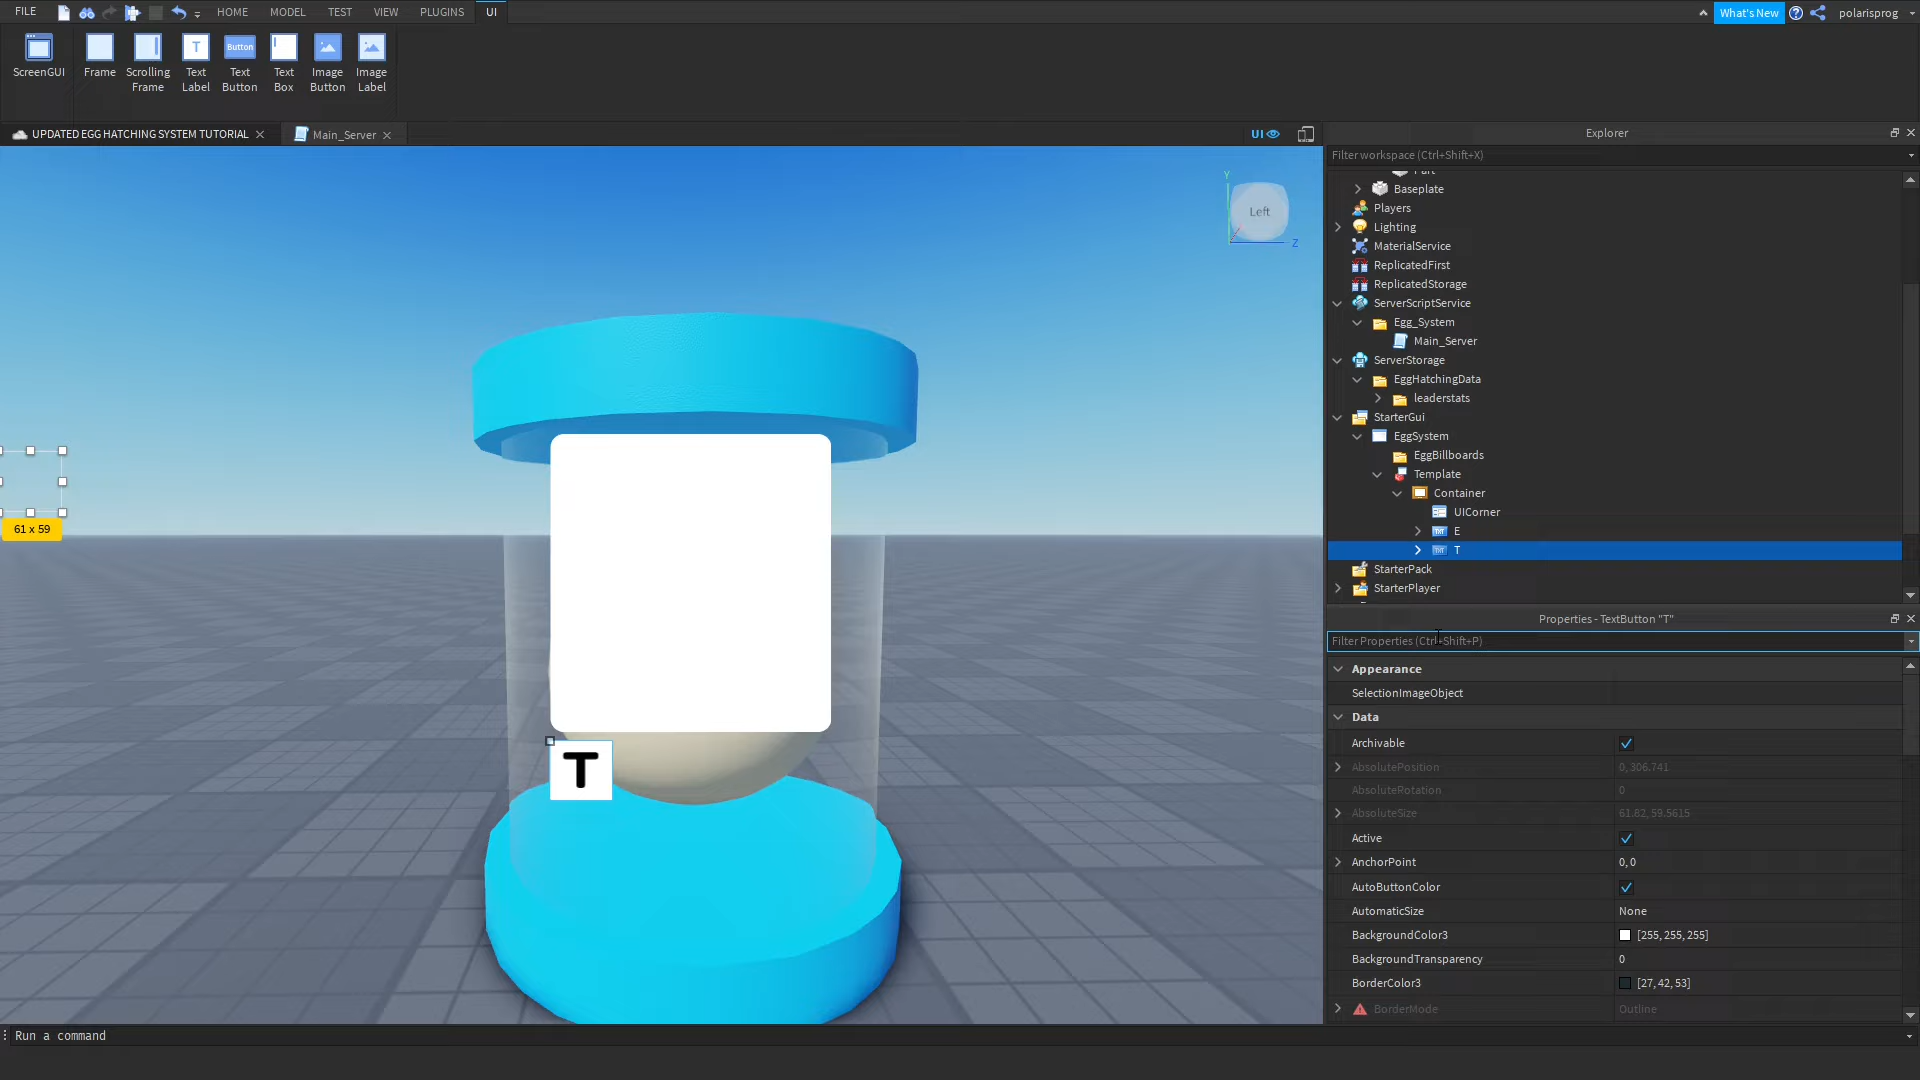 FILE
HOME
MODEL
TEST
VIEW
PLUGINS
UI
What's New
polarisprog
ScreenGUI
Frame
Scrolling
Frame
T
Text
Label
Button
Text
Button
Text
Box
Image
Button
Image
Label
UPDATED EGG HATCHING SYSTEM TUTORIAL
Main_Server
UI
Explorer
Filter workspace (Ctrl+Shift+X)
Part
Baseplate
Players
Lighting
MaterialService
ReplicatedFirst
ReplicatedStorage
ServerScriptService
Egg_System
Main_Server
ServerStorage
EggHatchingData
leaderstats
StarterGui
EggSystem
EggBillboards
Template
Container
UICorner
E
T
StarterPack
StarterPlayer
Y
Left
Z
61 x 59
T
Properties - TextButton "T"
Filter Properties (Ctrl+Shift+P)
Appearance
SelectionImageObject
Data
Archivable
AbsolutePosition 0, 306.741
AbsoluteRotation 0
AbsoluteSize 61.82, 59.5615
Active
AnchorPoint 0, 0
AutoButtonColor
AutomaticSize None
BackgroundColor3 [255, 255, 255]
BackgroundTransparency 0
BorderColor3 [27, 42, 53]
BorderMode Outline
Run a command